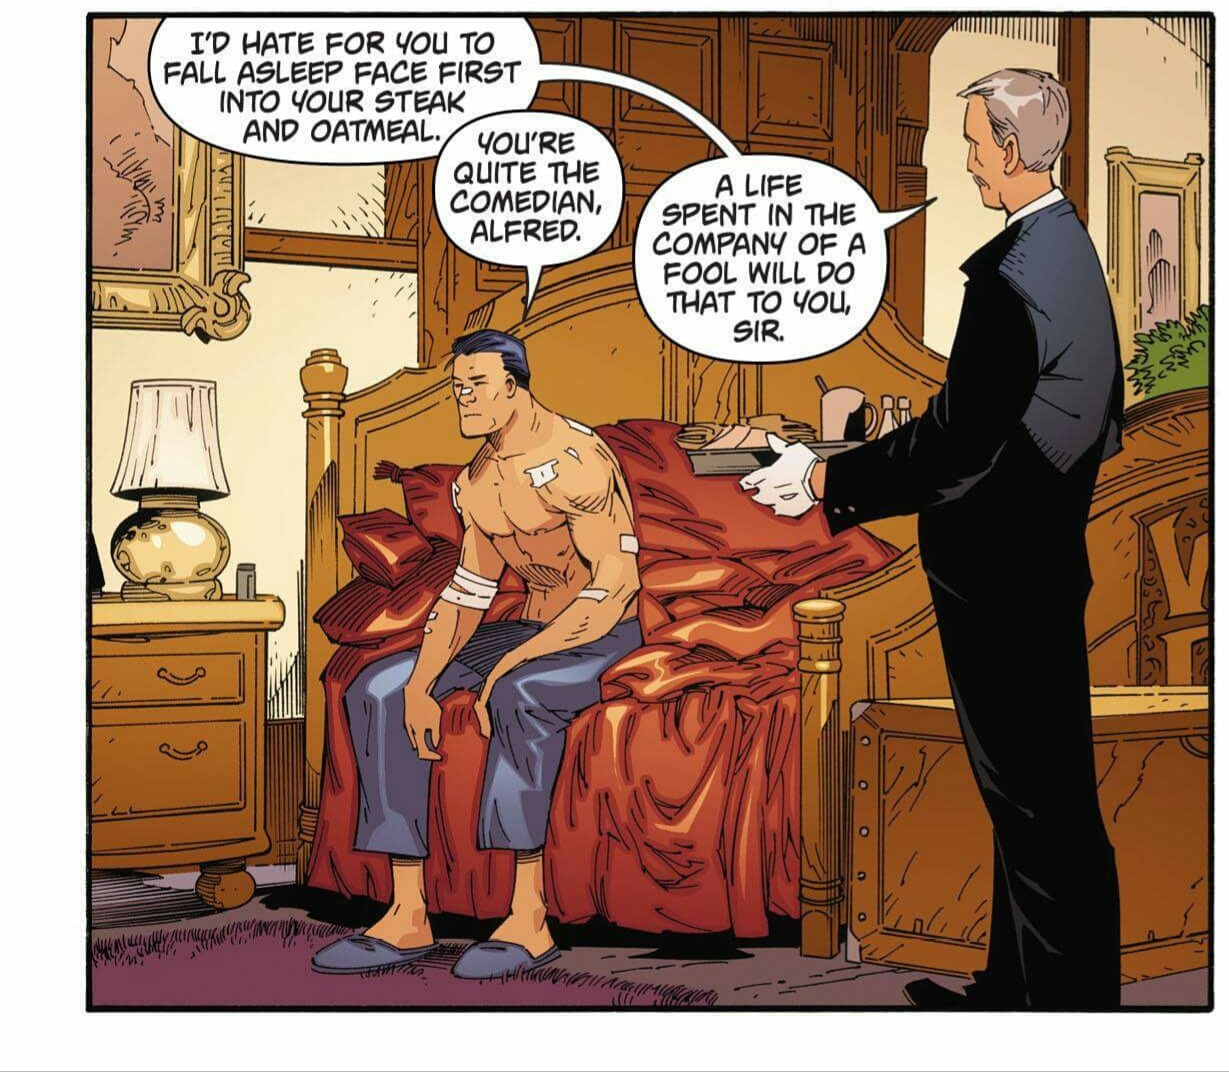 I'D HATE FOR YOU TO
FALL ASLEEP FACE FIRST
INTO YOUR STEAK
AND OATMEAL.
YOU'RE
QUITE THE
COMEDIAN,
ALFRED.
A LIFE
SPENT IN THE
COMPANY OF A
FOOL WILL DO
THAT TO YOU,
SIR.